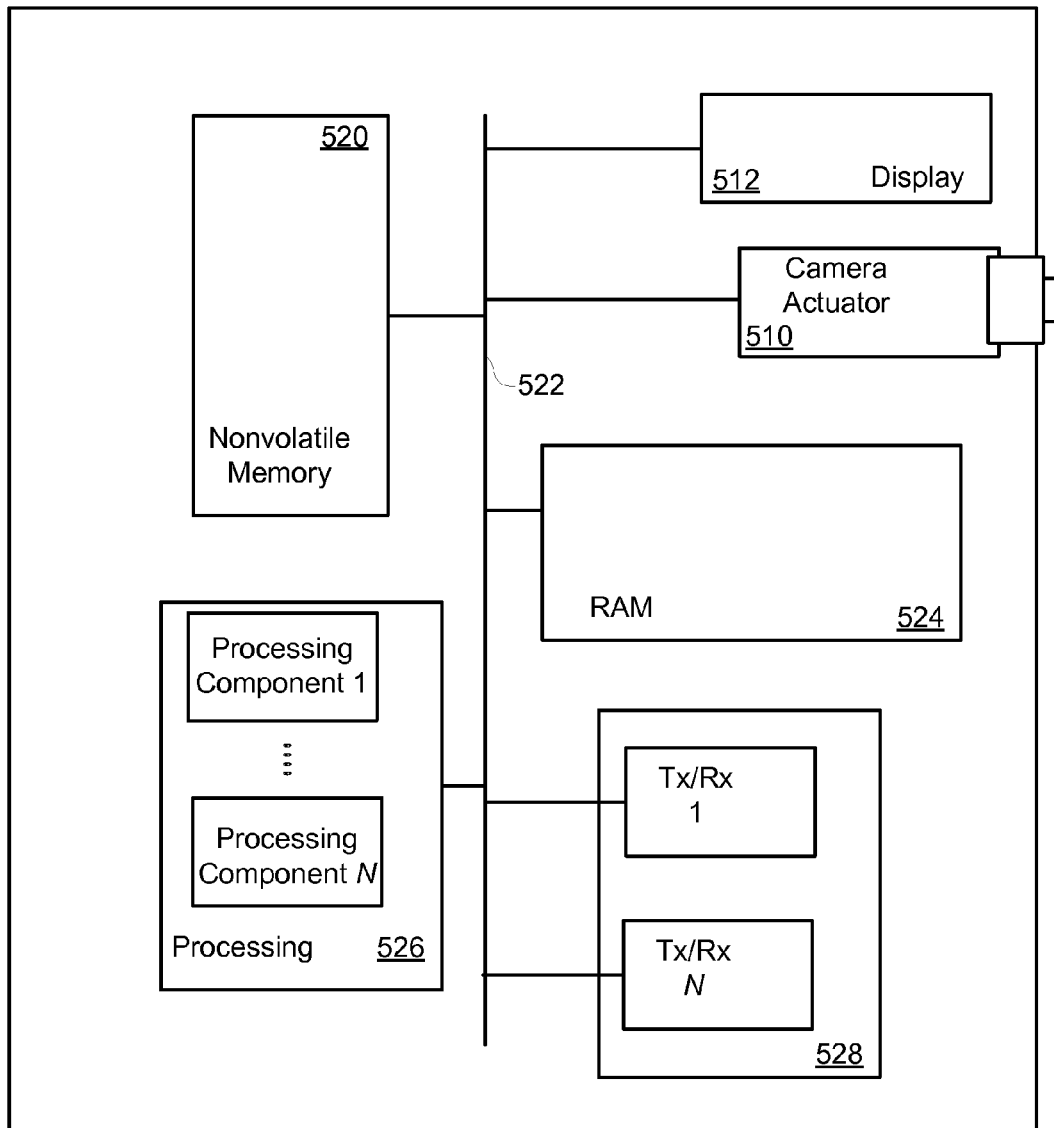 520
Nonvolatile
Memory
512
Display
Camera
Actuator
510
522
RAM
524
Processing
Component 1
Processing
Component N
Processing
526
Tx/Rx
1
Tx/Rx
N
528